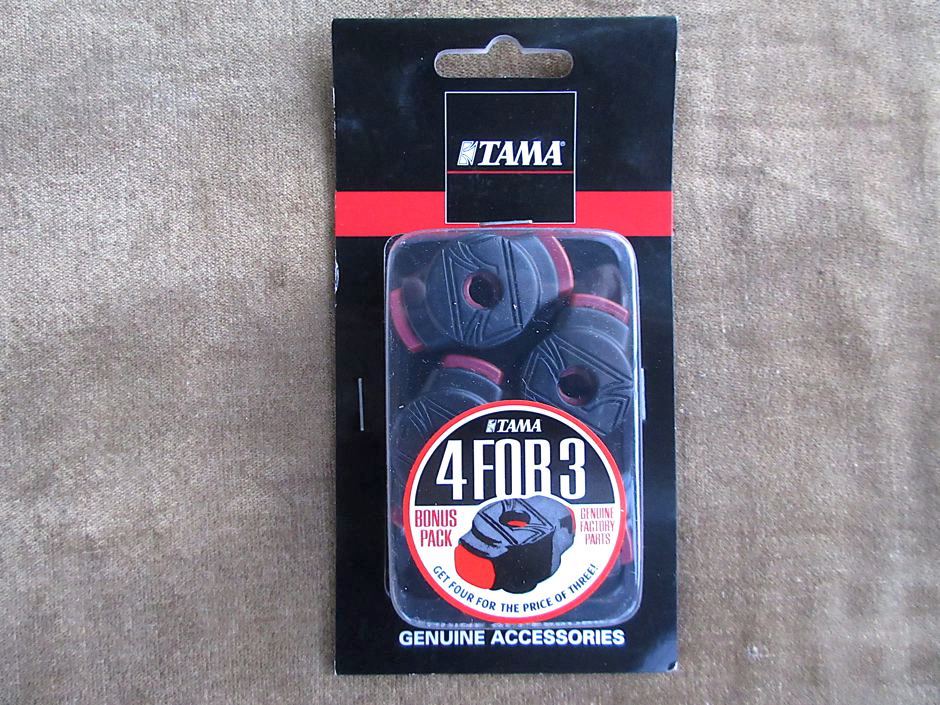 TAMA®
TAMA
4 FOR 3
BONUS
PACK
GENUINE
FACTORY
PARTS
GET FOUR FOR THE PRICE OF THREE!
GENUINE ACCESSORIES